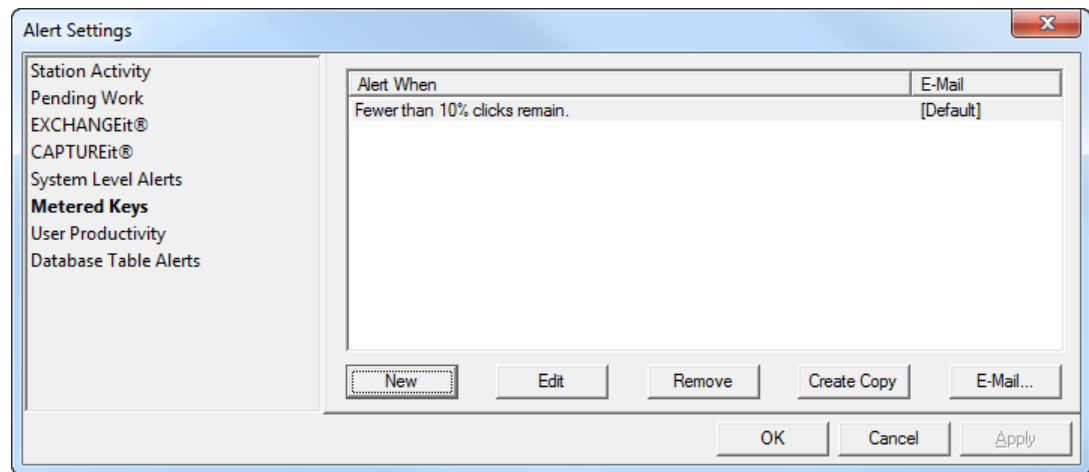 Alert Settings
Station Activity
Pending Work
EXCHANGEit®
CAPTUREit®
System Level Alerts
Metered Keys
User Productivity
Database Table Alerts
Alert When E-Mail
Fewer than 10% clicks remain. [Default]
New Edit Remove Create Copy E-Mail...
OK Cancel Apply